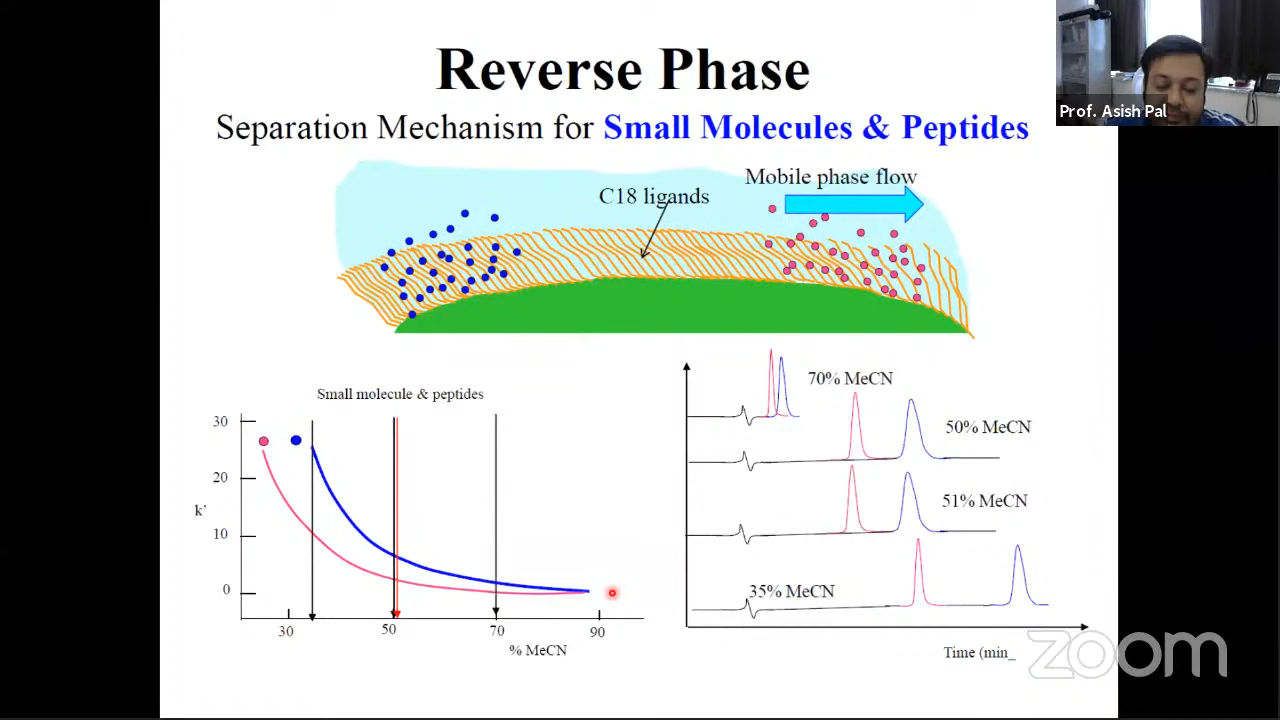 Reverse Phase
Separation Mechanism for Small Molecules & Peptides
Prof. Asish Pal
Mobile phase flow
C18 ligands
Small molecule & peptides
30
20
k'
10
0
30
50
70
90
% MeCN
70% MeCN
50% MeCN
51% MeCN
35% MeCN
Time (min_
zoom